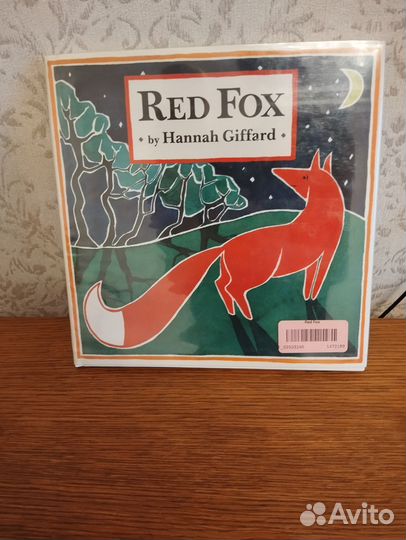 RED FOX
• by Hannah Giffard •
Red Fox
Avito